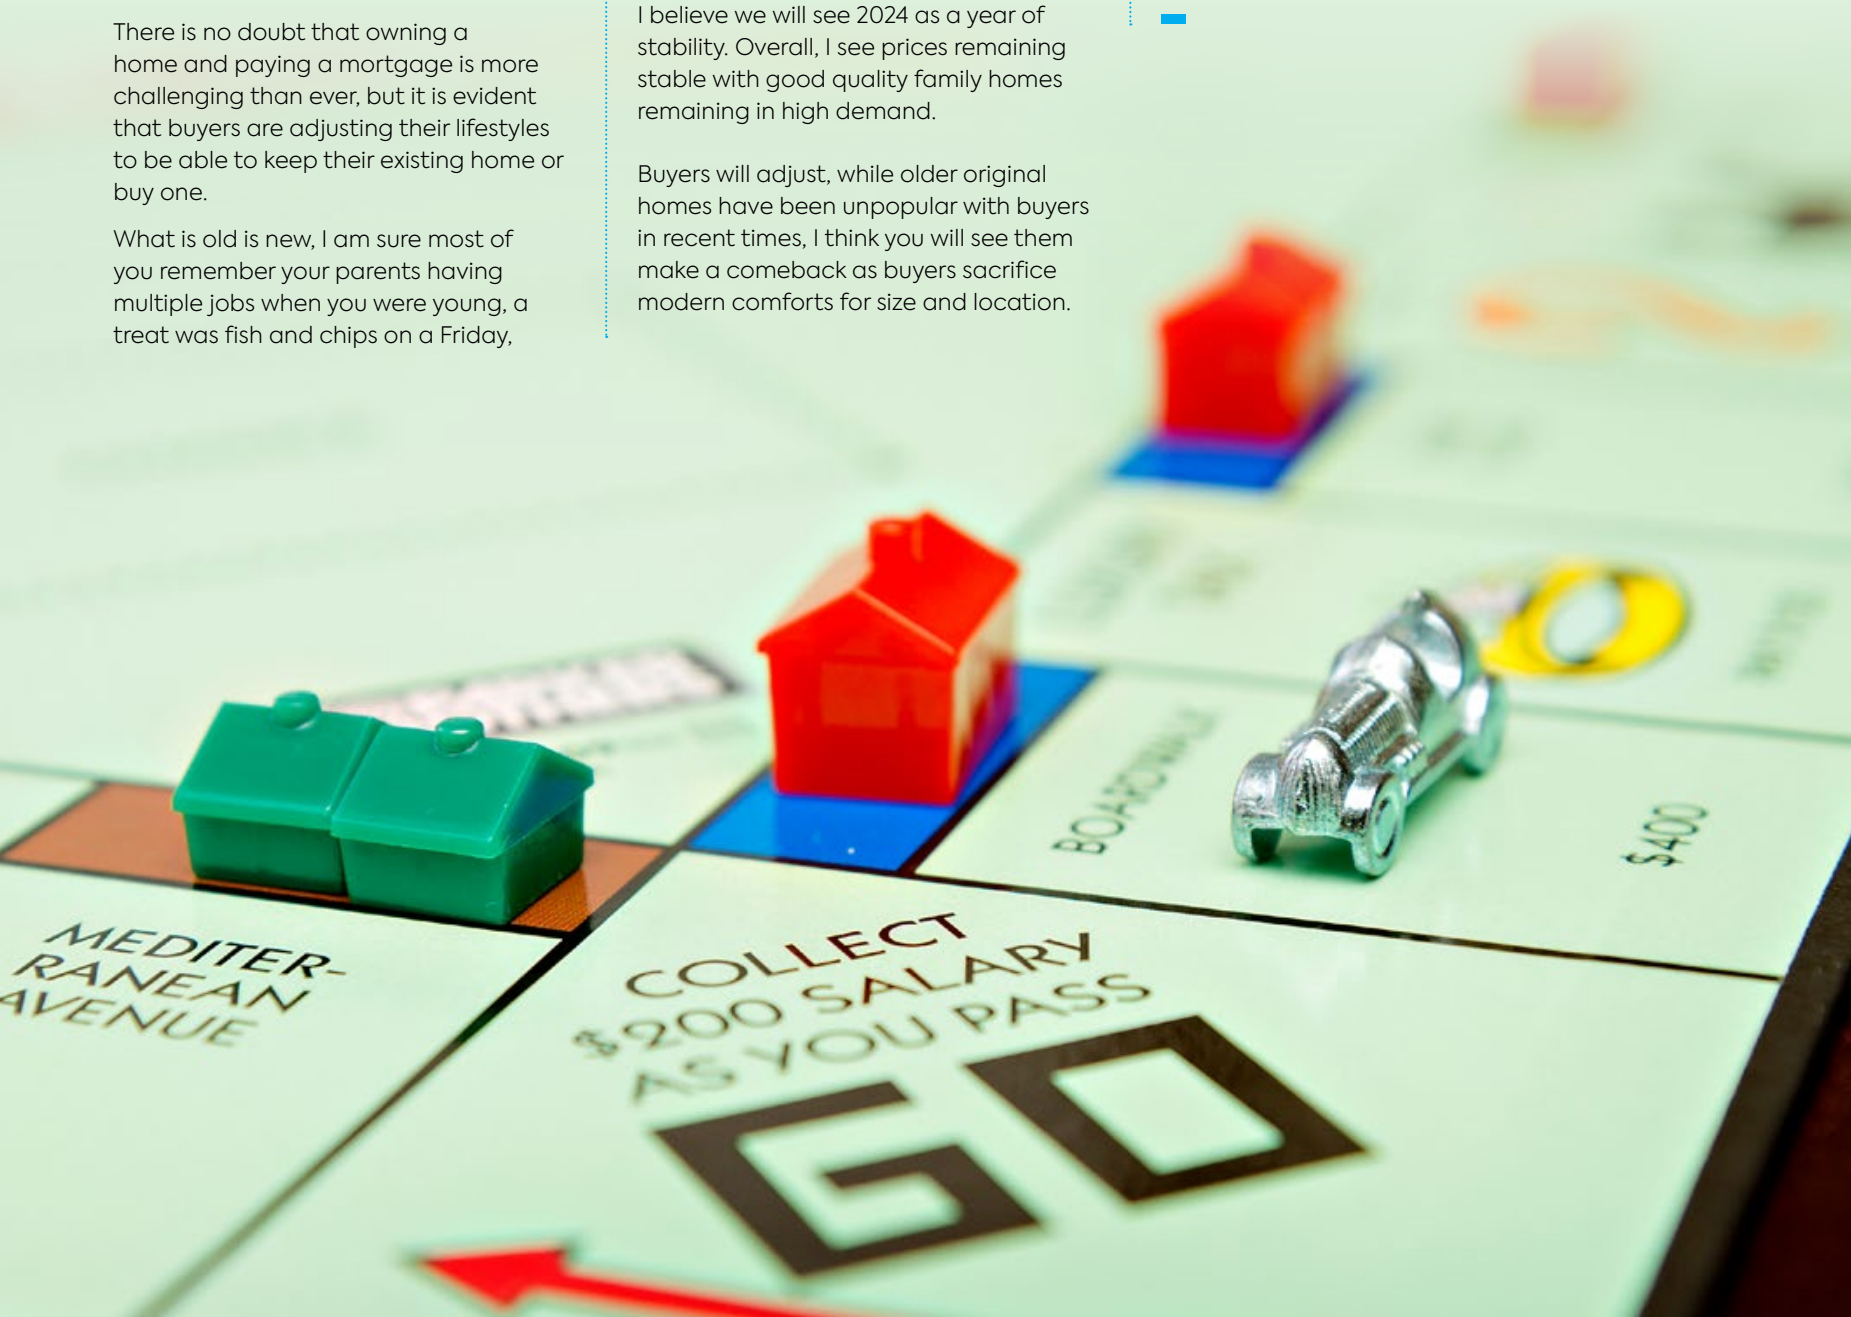 There is no doubt that owning a
home and paying a mortgage is more
challenging than ever, but it is evident
that buyers are adjusting their lifestyles
to be able to keep their existing home or
buy one.
What is old is new, I am sure most of
you remember your parents having
multiple jobs when you were young, a
treat was fish and chips on a Friday,
I believe we will see 2024 as a year of
stability. Overall, I see prices remaining
stable with good quality family homes
remaining in high demand.
Buyers will adjust, while older original
homes have been unpopular with buyers
in recent times, I think you will see them
make a comeback as buyers sacrifice
modern comforts for size and location.
BOARDWALK
$400
MEDITER-
RANEAN
AVENUE
COLLECT
$200 SALARY
AS YOU PASS
GO